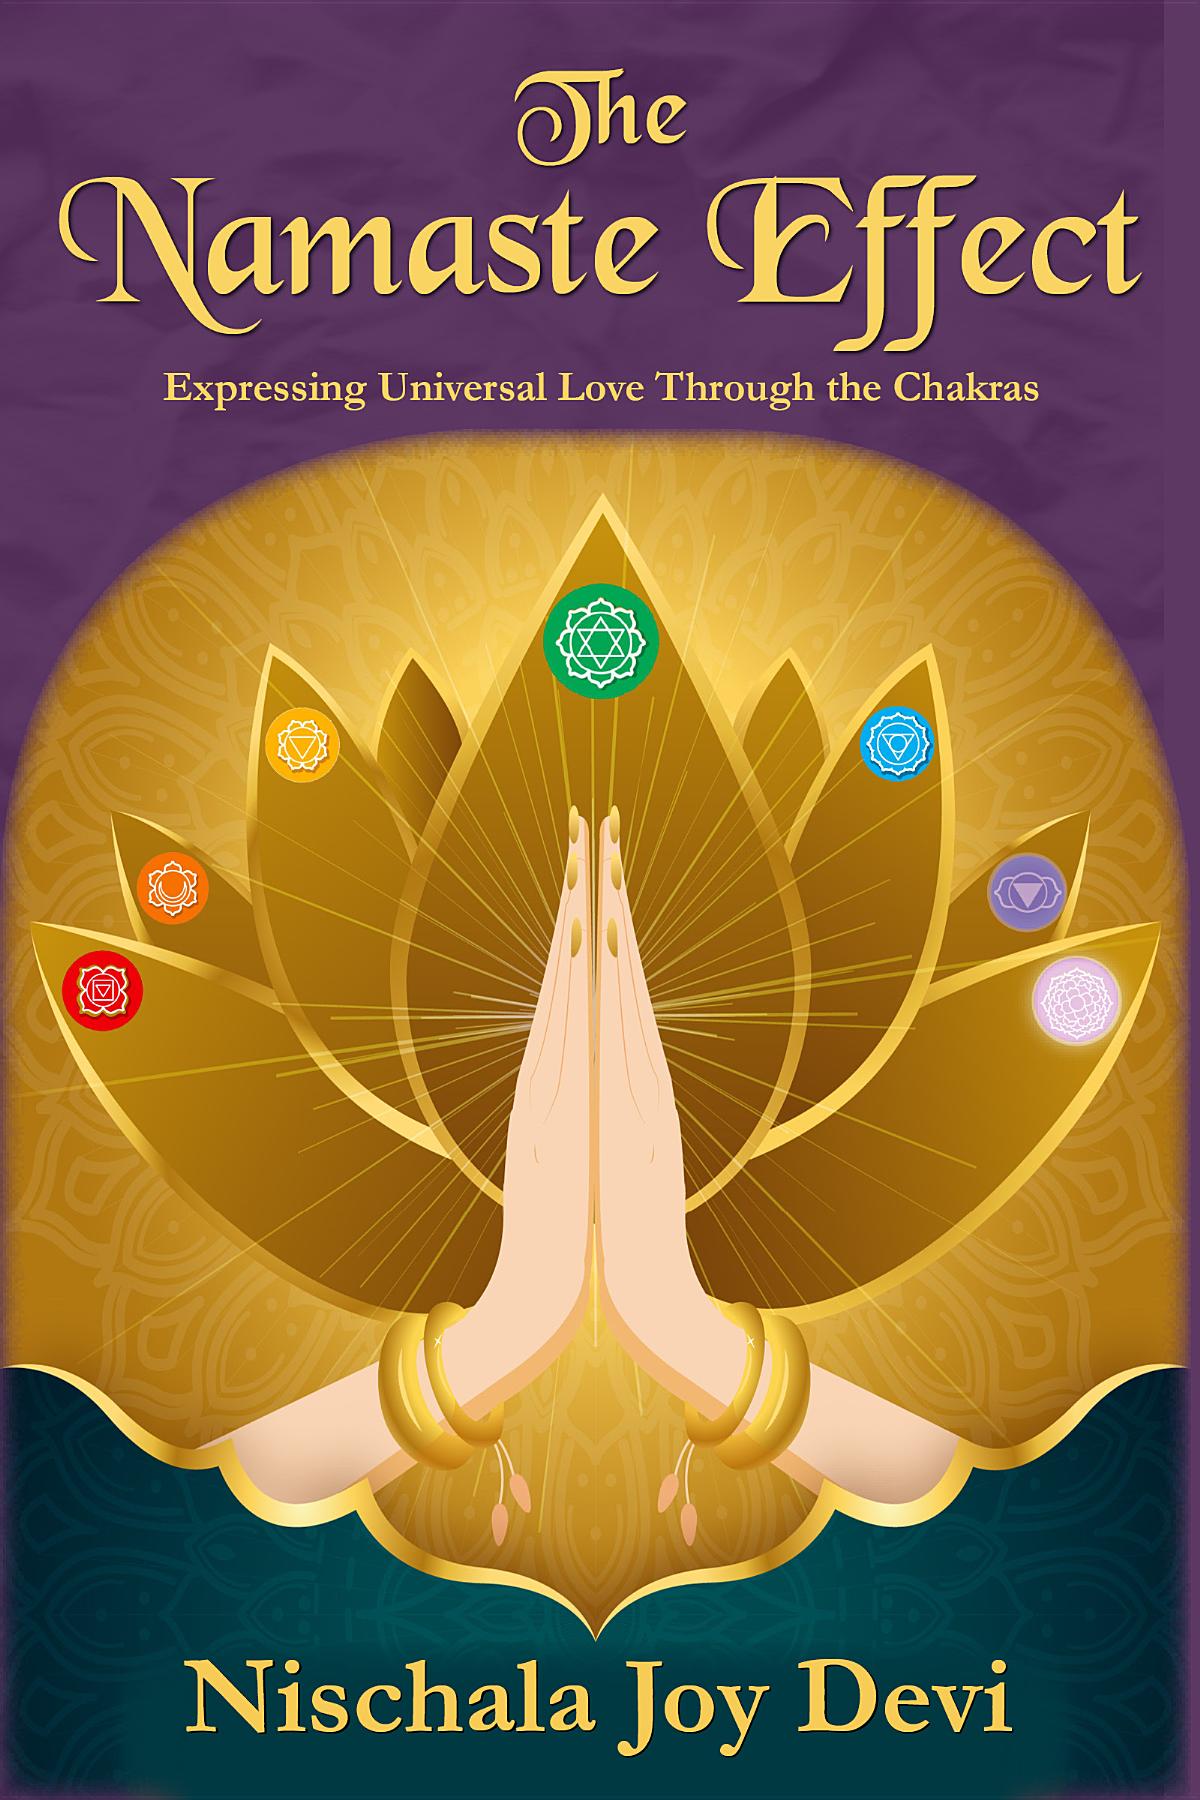 The
Namaste Effect
Expressing Universal Love Through the Chakras
Nischala Joy Devi